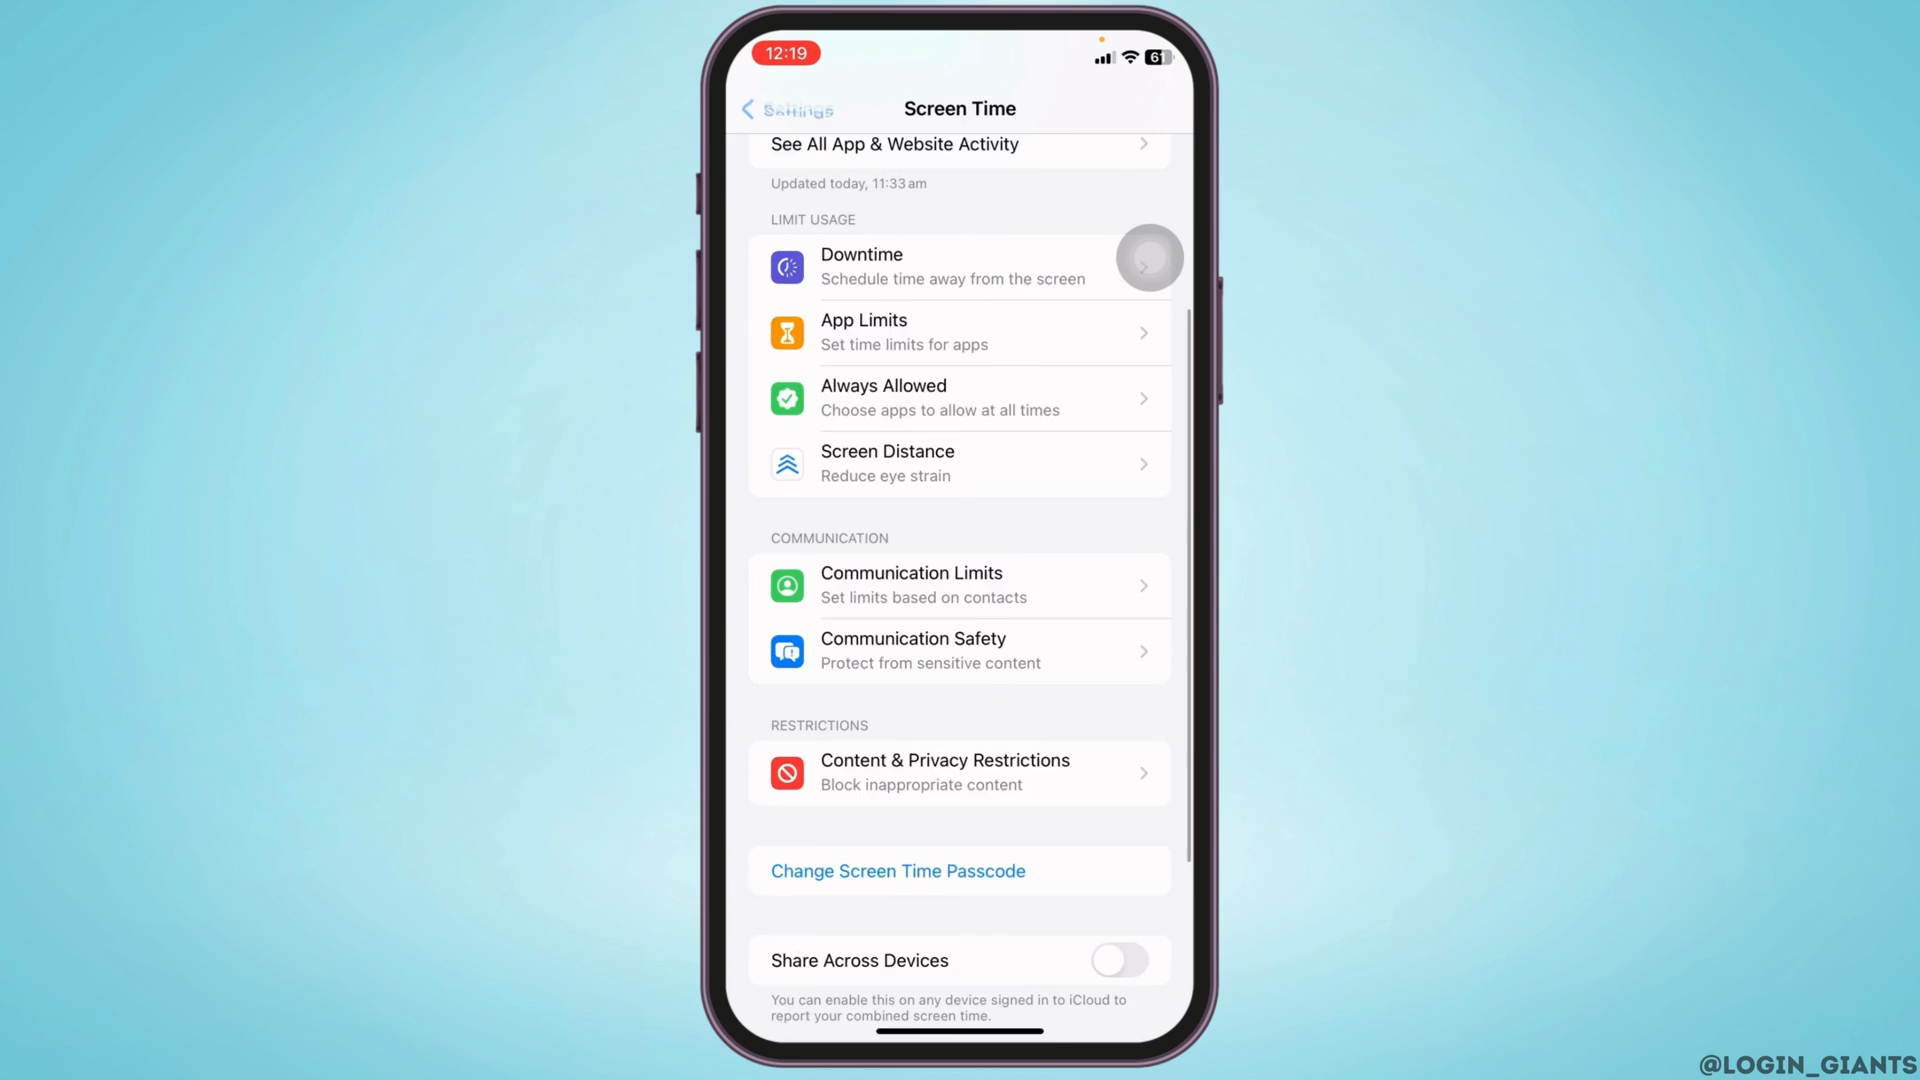 12:19
61
Settings
Screen Time
See All App & Website Activity
Updated today, 11:33 am
LIMIT USAGE
Downtime
Schedule time away from the screen
App Limits
Set time limits for apps
Always Allowed
Choose apps to allow at all times
Screen Distance
Reduce eye strain
COMMUNICATION
Communication Limits
Set limits based on contacts
Communication Safety
Protect from sensitive content
RESTRICTIONS
Content & Privacy Restrictions
Block inappropriate content
Change Screen Time Passcode
Share Across Devices
You can enable this on any device signed in to iCloud to
report your combined screen time.
@LOGIN_GIANTS